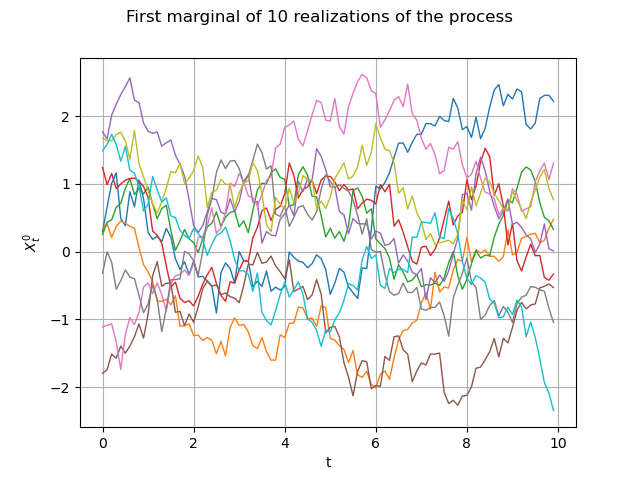 First marginal of 10 realizations of the process
2
1
0
−1
−2
X_t^0
0 2 4 6 8 10
t